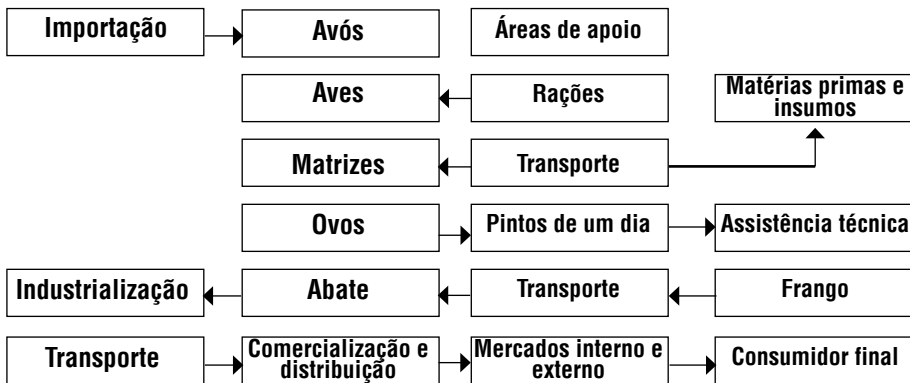 Importação
Avós
Áreas de apoio
Aves
Rações
Matérias primas e
insumos
Matrizes
Transporte
Ovos
Pintos de um dia
Assistência técnica
Industrialização
Abate
Transporte
Frango
Transporte
Comercialização e
distribuição
Mercados interno e
externo
Consumidor final